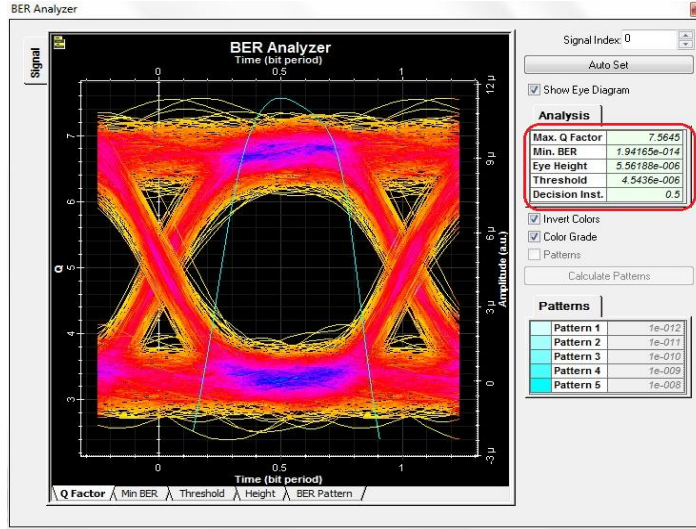 BER Analyzer
Signal
BER Analyzer
Time (bit period)
0 0.5 1
Q
7
6
5
4
3
12 µ
9 µ
6 µ
3 µ
0
-3 µ
Amplitude (a.u.)
0 0.5 1
Time (bit period)
Q Factor Min BER Threshold Height BER Pattern
Signal Index: 0
Auto Set
Show Eye Diagram
Analysis
Max. Q Factor 7.5645
Min. BER 1.94165e-014
Eye Height 5.56188e-006
Threshold 4.5436e-006
Decision Inst. 0.5
Invert Colors
Color Grade
Patterns
Calculate Patterns
Patterns
Pattern 1 1e-012
Pattern 2 1e-011
Pattern 3 1e-010
Pattern 4 1e-009
Pattern 5 1e-008